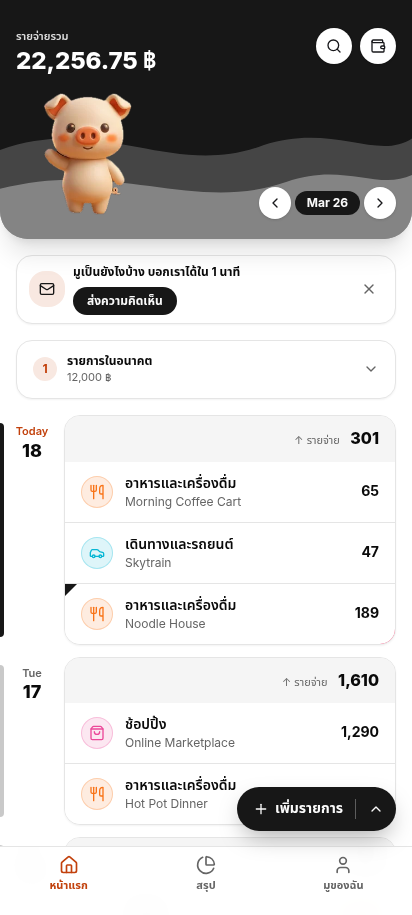 รายจ่ายรวม
22,256.75 ฿
Mar 26
มูเป็นยังไงบ้าง บอกเราได้ใน 1 นาที
ส่งความคิดเห็น
1
รายการในอนาคต
12,000 ฿
Today
18
↑ รายจ่าย 301
อาหารและเครื่องดื่ม
Morning Coffee Cart
65
เดินทางและรถยนต์
Skytrain
47
อาหารและเครื่องดื่ม
Noodle House
189
Tue
17
↑ รายจ่าย 1,610
ช้อปปิ้ง
Online Marketplace
1,290
อาหารและเครื่องดื่ม
Hot Pot Dinner
+ เพิ่มรายการ
หน้าแรก
สรุป
มูของฉัน